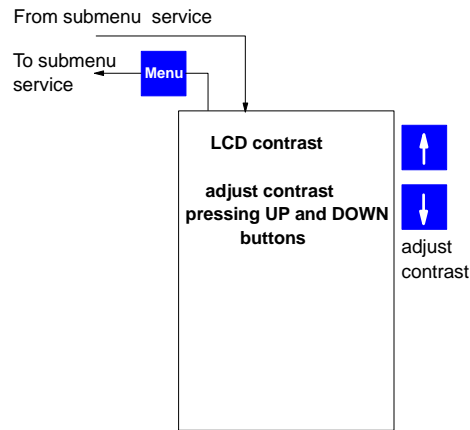 From submenu service
To submenu
service
Menu
LCD contrast
adjust contrast
pressing UP and DOWN
buttons
adjust
contrast